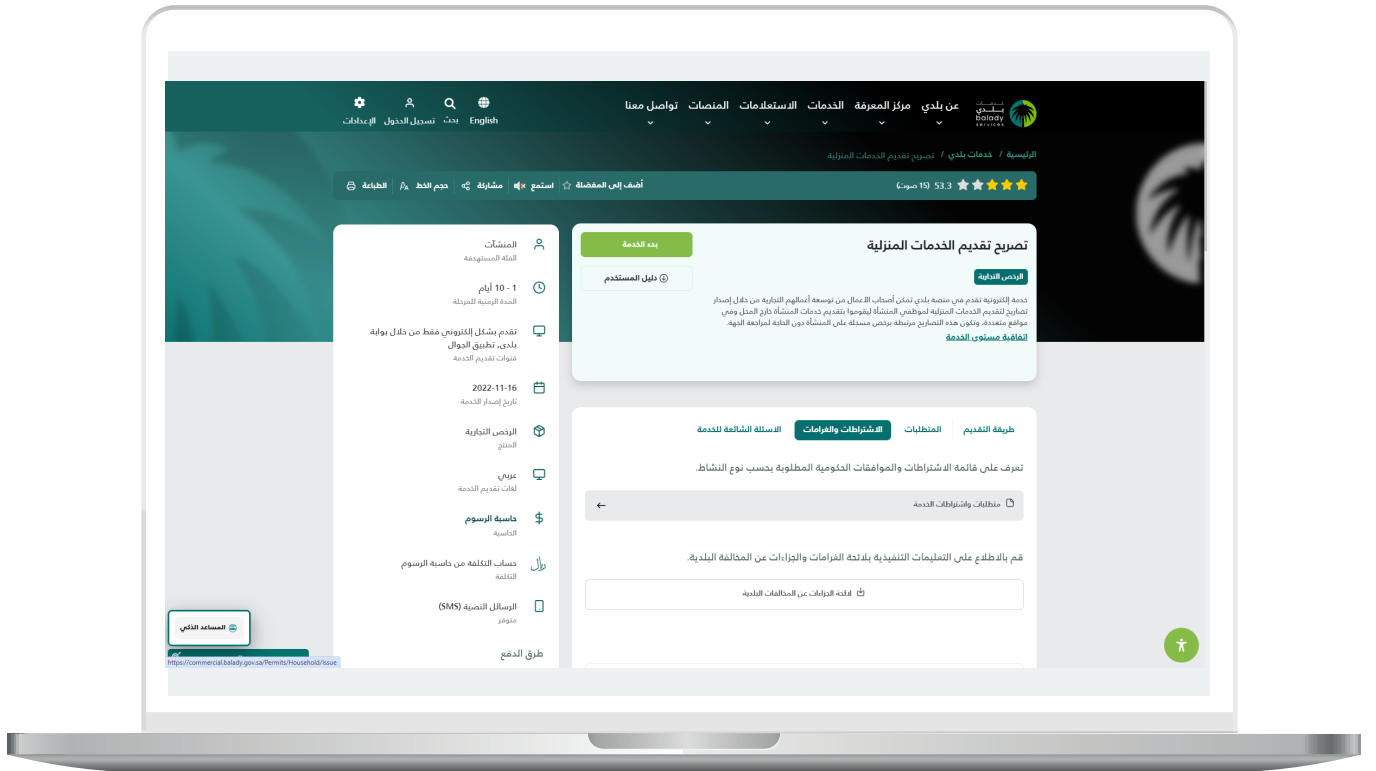 خدمات
بلدي
balady
services
عن بلدي
مركز المعرفة
الخدمات
الاستعلامات
المنصات
تواصل معنا
English
بحث
تسجيل الدخول
الإعدادات
الرئيسية / خدمات بلدي / تصريح تقديم الخدمات المنزلية
53.3 (15 صوت)
أضف إلى المفضلة
استمع
مشاركة
حجم الخط
الطباعة
تصريح تقديم الخدمات المنزلية
بدء الخدمة
دليل المستخدم
الرخص التجارية
خدمة إلكترونية تقدم في منصة بلدي تمكن أصحاب الأعمال من توسعة أعمالهم التجارية من خلال إصدار
تصاريح لتقديم الخدمات المنزلية لموظفي المنشأة ليقوموا بتقديم خدمات المنشأة خارج المحل وفي
مواقع متعددة، وتكون هذه التصاريح مرتبطة برخص مسجلة على المنشأة دون الحاجة لمراجعة الجهة.
اتفاقية مستوى الخدمة
طريقة التقديم
المتطلبات
الاشتراطات والغرامات
الاسئلة الشائعة للخدمة
تعرف على قائمة الاشتراطات والموافقات الحكومية المطلوبة بحسب نوع النشاط.
متطلبات واشتراطات الخدمة
قم بالاطلاع على التعليمات التنفيذية بلائحة الغرامات والجزاءات عن المخالفة البلدية.
لائحة الجزاءات عن المخالفات البلدية
المنشآت
الفئة المستهدفة
1 - 10 أيام
المدة الزمنية للمرحلة
تقدم بشكل إلكتروني فقط من خلال بوابة
بلدي, تطبيق الجوال
قنوات تقديم الخدمة
2022-11-16
تاريخ إصدار الخدمة
الرخص التجارية
المنتج
عربي
لغات تقديم الخدمة
حاسبة الرسوم
الحاسبة
حساب التكلفة من حاسبة الرسوم
التكلفة
الرسائل النصية (SMS)
متوفر
طرق الدفع
المساعد الذكي
https://commercial.balady.gov.sa/Permits/Household/Issue